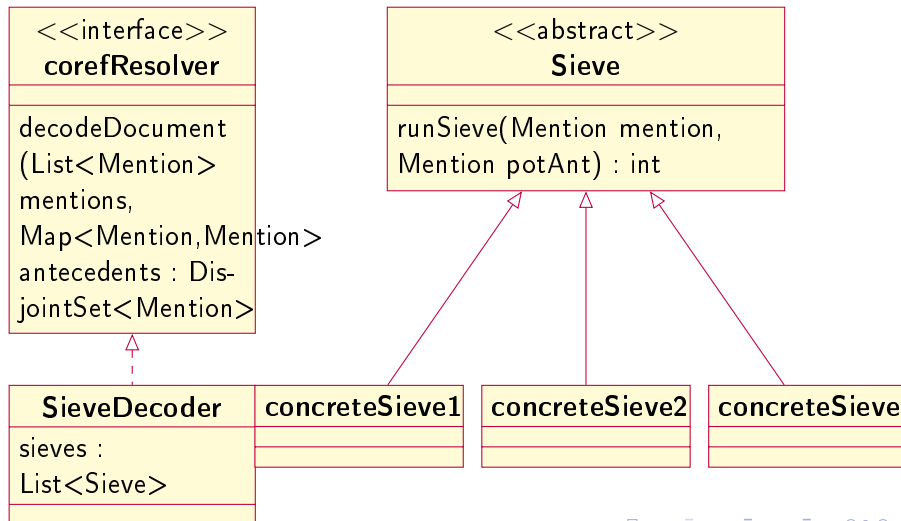 <<interface>>
corefResolver
decodeDocument
(List<Mention>
mentions,
Map<Mention,Mention>
antecedents : Dis-
jointSet<Mention>
<<abstract>>
Sieve
runSieve(Mention mention,
Mention potAnt) : int
SieveDecoder
sieves :
List<Sieve>
concreteSieve1
concreteSieve2
concreteSieve